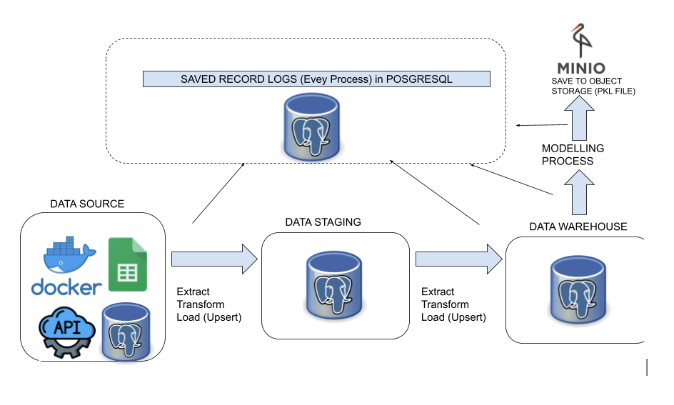 SAVED RECORD LOGS (Evey Process) in POSGRESQL
MINIO
SAVE TO OBJECT
STORAGE (PKL FILE)
MODELLING
PROCESS
DATA SOURCE
DATA STAGING
DATA WAREHOUSE
docker
API
Extract
Transform
Load (Upsert)
Extract
Transform
Load (Upsert)